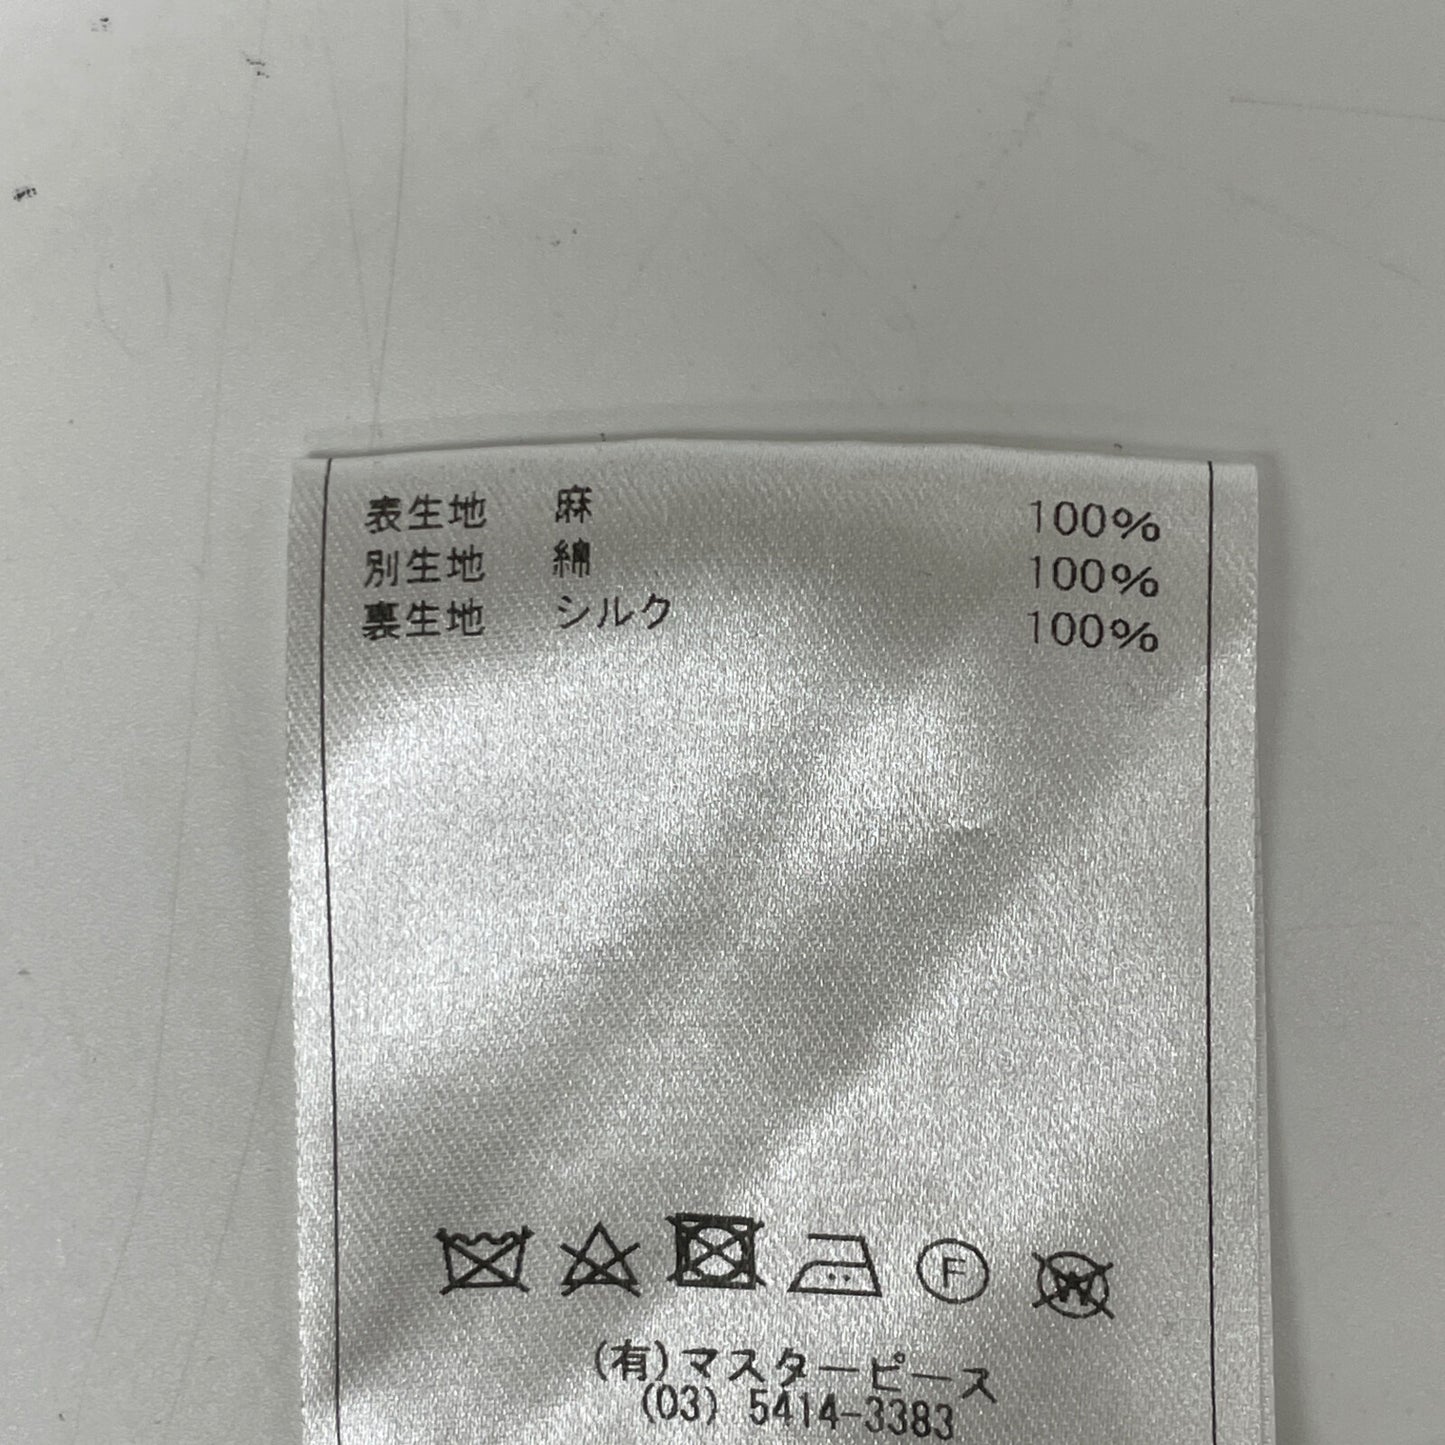 表生地 麻 100%
別生地 綿 100%
裏生地 シルク 100%
F W
(有)マスターピース
(03) 5414-3383